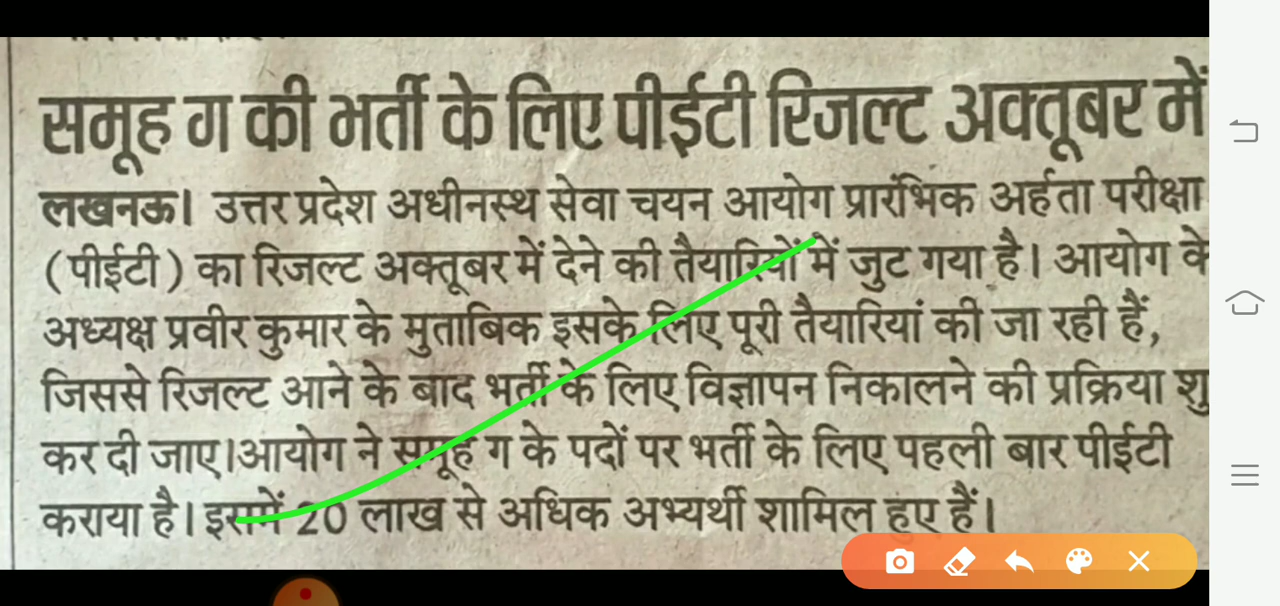 समूह ग की भर्ती के लिए पीईटी रिजल्ट अक्तूबर में
लखनऊ। उत्तर प्रदेश अधीनस्थ सेवा चयन आयोग प्रारंभिक अर्हता परीक्षा
(पीईटी) का रिजल्ट अक्तूबर में देने की तैयारियों में जुट गया है। आयोग के
अध्यक्ष प्रवीर कुमार के मुताबिक इसके लिए पूरी तैयारियां की जा रही हैं,
जिससे रिजल्ट आने के बाद भर्ती के लिए विज्ञापन निकालने की प्रक्रिया
कर दी जाए।आयोग ने समूह ग के पदों पर भर्ती के लिए पहली बार पीईटी
कराया है। इसमें 20 लाख से अधिक अभ्यर्थी शामिल हुए हैं।